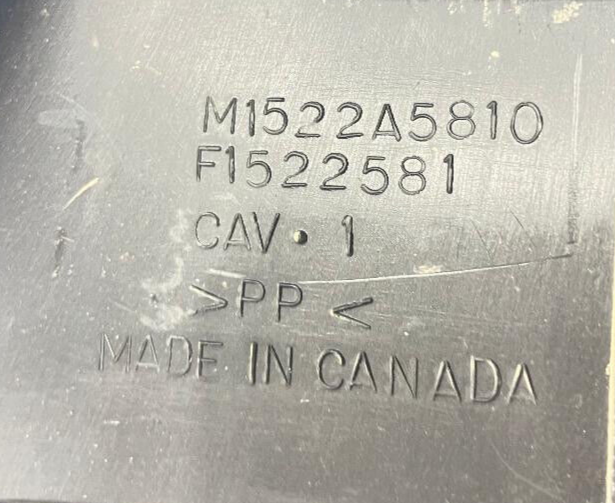 M1522A5810
F1522581
CAV. 1
>PP<
MADE IN CANADA